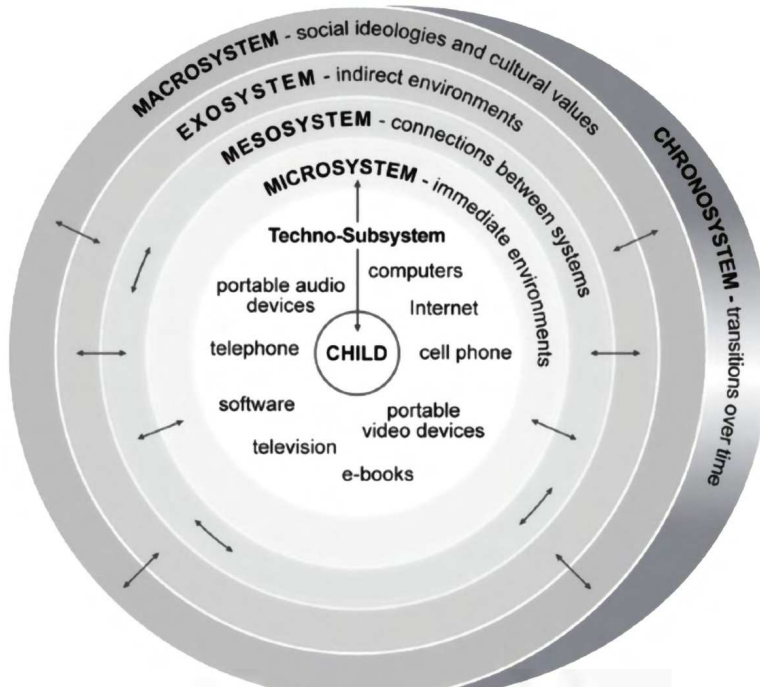 MACROSYSTEM - social ideologies and cultural values
EXOSYSTEM - indirect environments
MESOSYSTEM - connections between systems
MICROSYSTEM - immediate environments
CHRONOSYSTEM - transitions over time
Techno-Subsystem
computers
portable audio
devices
Internet
telephone
CHILD
cell phone
software
portable
video devices
television
e-books